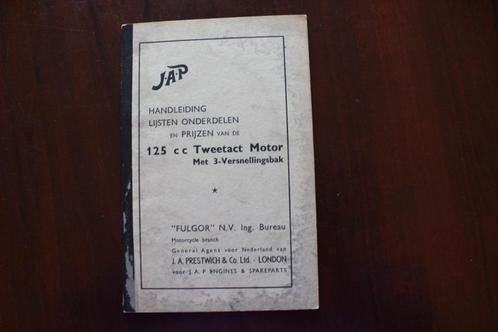 J·A·P
HANDLEIDING
LIJSTEN ONDERDELEN
EN PRIJZEN VAN DE
125 cc Tweetact Motor
Met 3-Versnellingsbak
*
"FULGOR" N.V. Ing. Bureau
Motorcycle branch
General Agent voor Nederland van
J. A. PRESTWICH & Co. Ltd. - LONDON
voor J. A. P ENGINES & SPAREPARTS